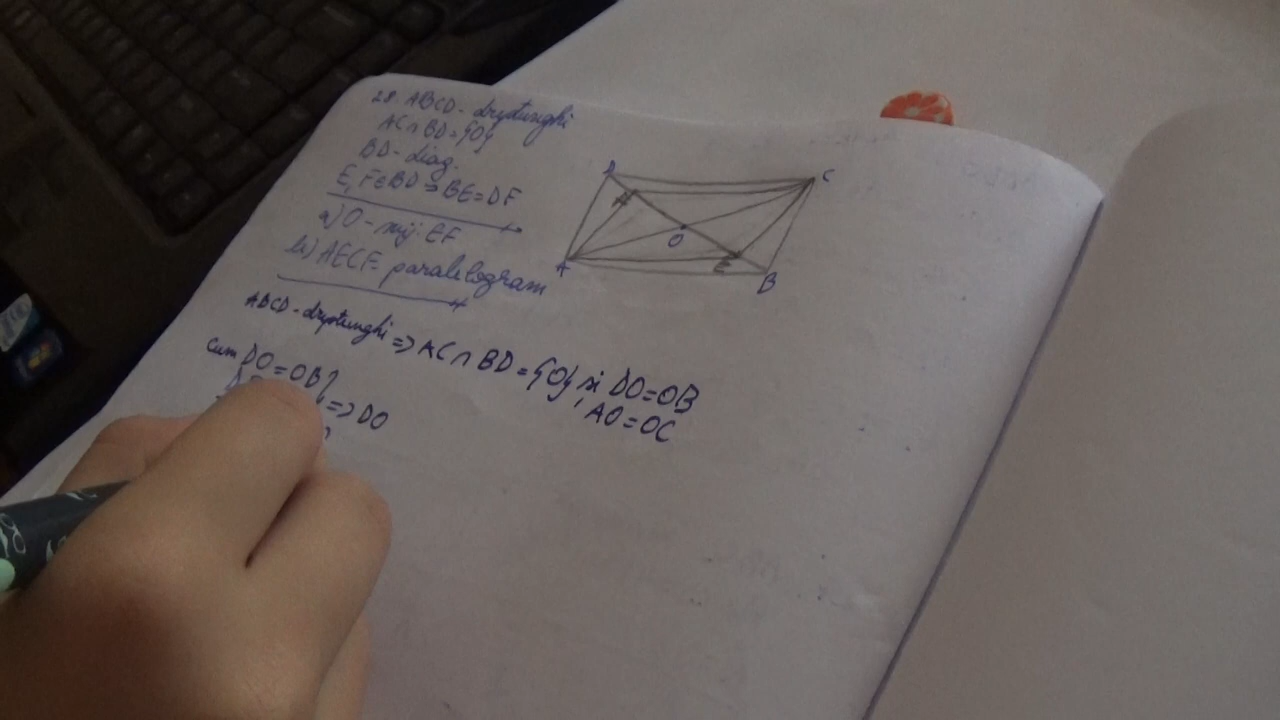 28. ABCD - dreptunghi
AC ∩ BD = {O}
BD - diag.
E, F ∈ BD BE = DF
a) O - mij. EF
b) AECF = paralelogram
D C
F
O
A E
B
ABCD - dreptunghi => AC ∩ BD = {O} și DO = OB
, AO = OC
cum DO = OB
=> DO